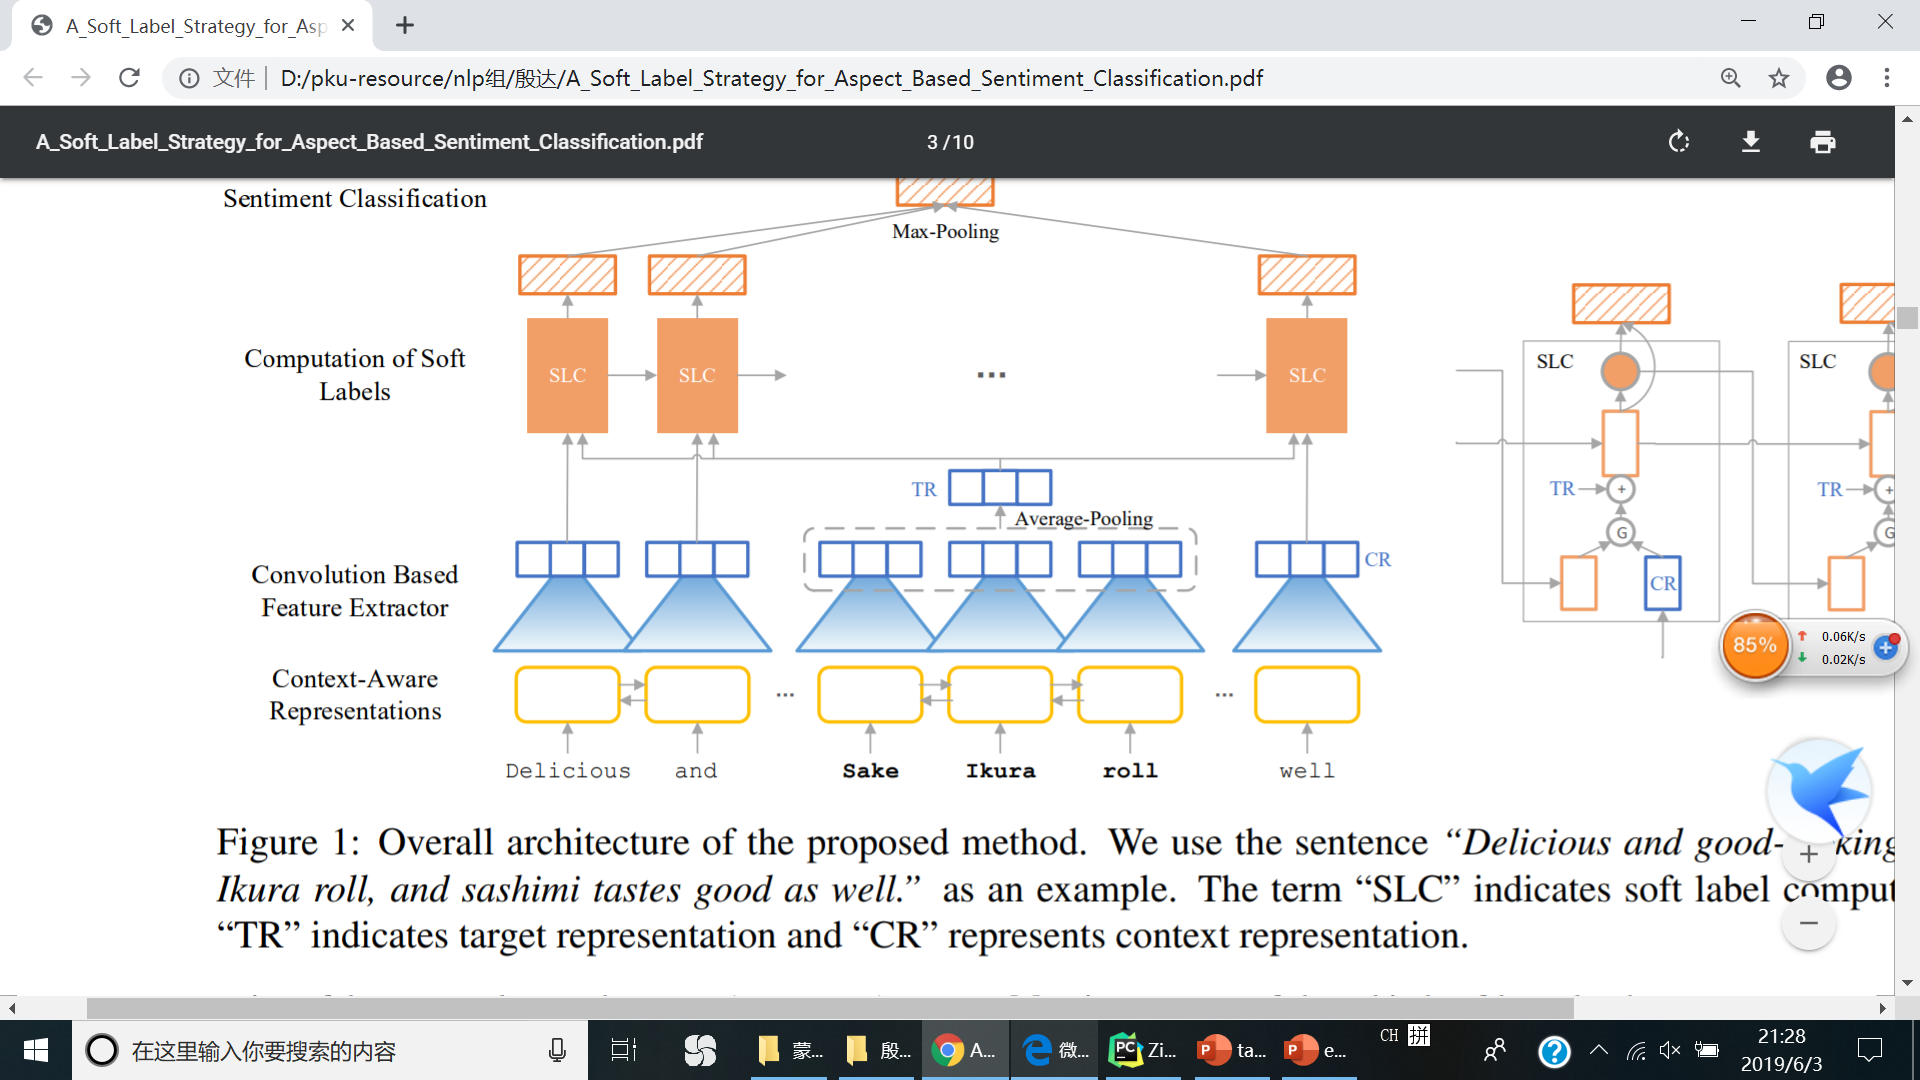 A_Soft_Label_Strategy_for_Asp
文件
D:/pku-resource/nlp组/殷达/A_Soft_Label_Strategy_for_Aspect_Based_Sentiment_Classification.pdf
A_Soft_Label_Strategy_for_Aspect_Based_Sentiment_Classification.pdf
3 / 10
Sentiment Classification
Max-Pooling
Computation of Soft
Labels
SLC
SLC
...
SLC
SLC
SLC
TR
TR
TR
+
+
G
G
CR
Average-Pooling
Convolution Based
Feature Extractor
CR
85%
0.06K/s
0.02K/s
Context-Aware
Representations
...
...
Delicious and Sake Ikura roll well
Figure 1: Overall architecture of the proposed method. We use the sentence “Delicious and good-king
Ikura roll, and sashimi tastes good as well.” as an example. The term “SLC” indicates soft label comput
“TR” indicates target representation and “CR” represents context representation.
在这里输入你要搜索的内容
蒙...
殷...
A...
微...
Zi...
ta...
e...
CH 拼
21:28
2019/6/3